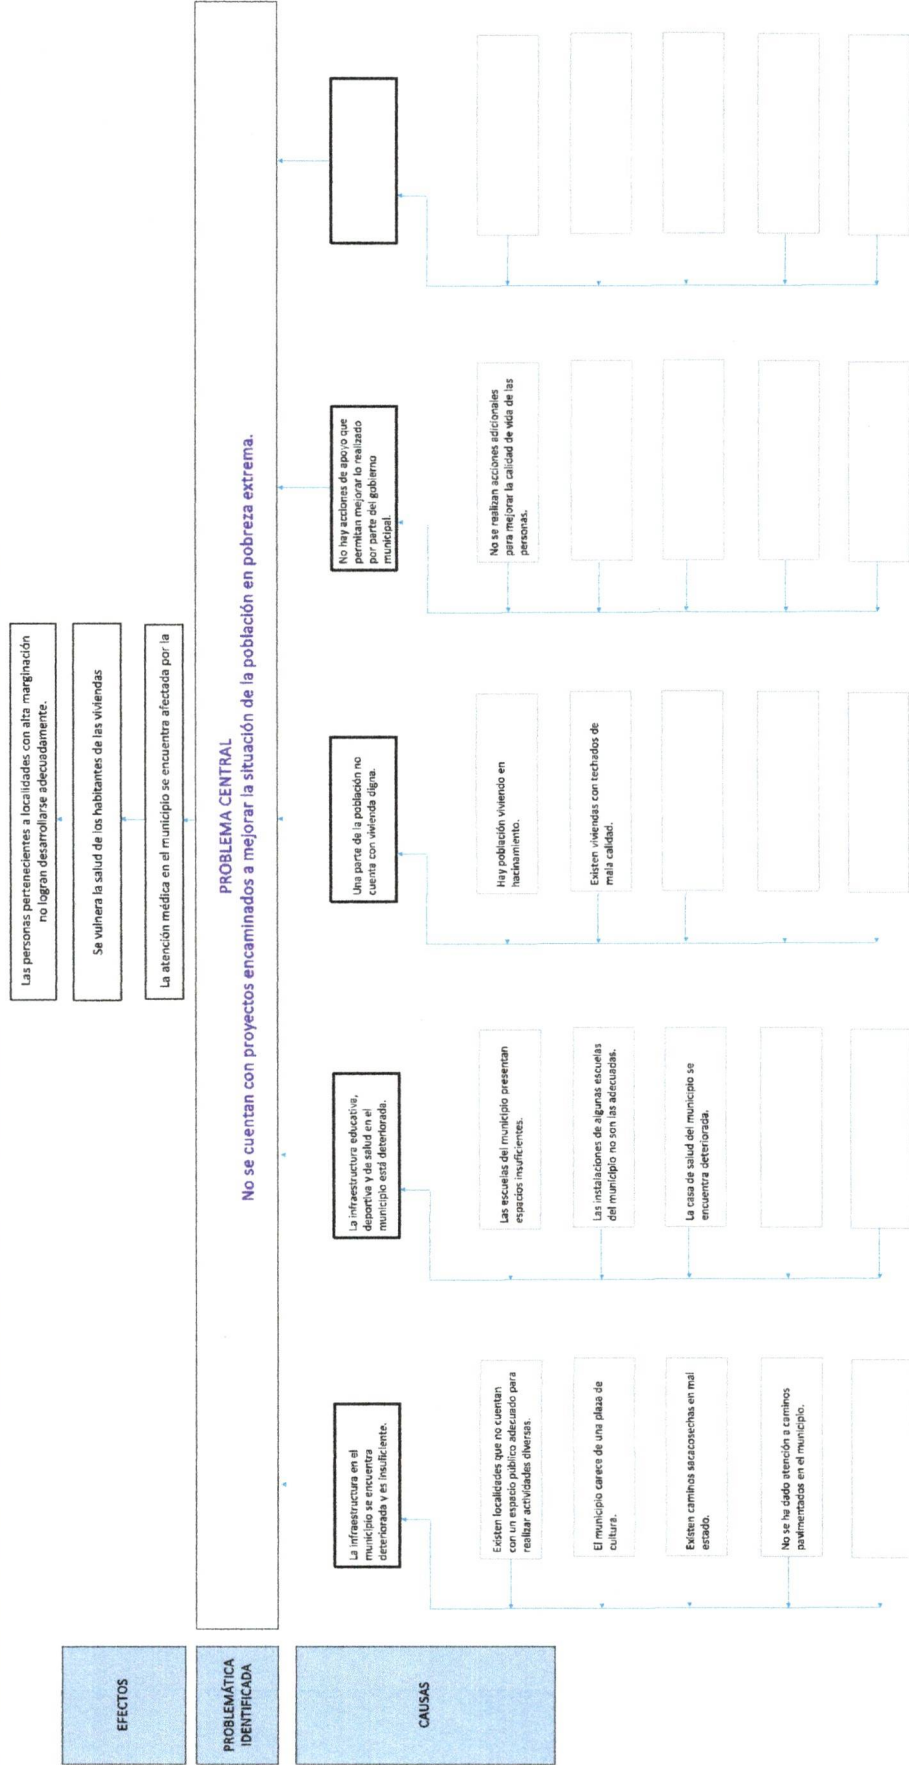 Las personas pertenecientes a localidades con alta marginación
no logran desarrollarse adecuadamente.
Se vulnera la salud de los habitantes de las viviendas
La atención médica en el municipio se encuentra afectada por la
EFECTOS
PROBLEMÁTICA
IDENTIFICADA
PROBLEMA CENTRAL
No se cuentan con proyectos encaminados a mejorar la situación de la población en pobreza extrema.
CAUSAS
La infraestructura en el
municipio se encuentra
deteriorada y es insuficiente.
Existen localidades que no cuentan
con un espacio público adecuado para
realizar actividades diversas.
El municipio carece de una plaza de
cultura.
Existen caminos sacacosechas en mal
estado.
No se ha dado atención a caminos
pavimentados en el municipio.
La infraestructura educativa,
deportiva y de salud en el
municipio está deteriorada.
Las escuelas del municipio presentan
espacios insuficientes.
Las instalaciones de algunas escuelas
del municipio no son las adecuadas.
La casa de salud del municipio se
encuentra deteriorada.
Una parte de la población no
cuenta con vivienda digna.
Hay población viviendo en
hacinamiento.
Existen viviendas con techados de
mala calidad.
No hay acciones de apoyo que
permitan mejorar lo realizado
por parte del gobierno
municipal.
No se realizan acciones adicionales
para mejorar la calidad de vida de las
personas.